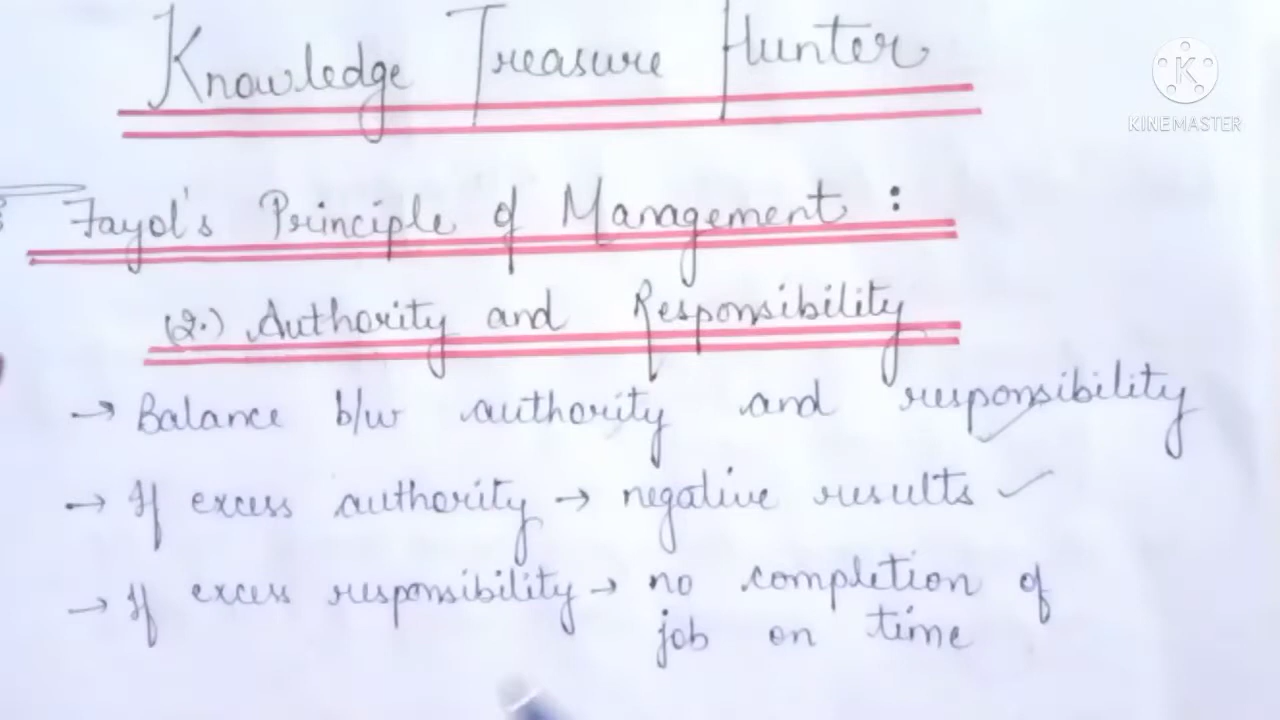 Knowledge Treasure Hunter
KINEMASTER
Fayol's Principle of Management :
(2.) Authority and Responsibility
→ Balance b/w authority and responsibility
→ If excess authority → negative results ✓
→ If excess responsibility → no completion of
job on time